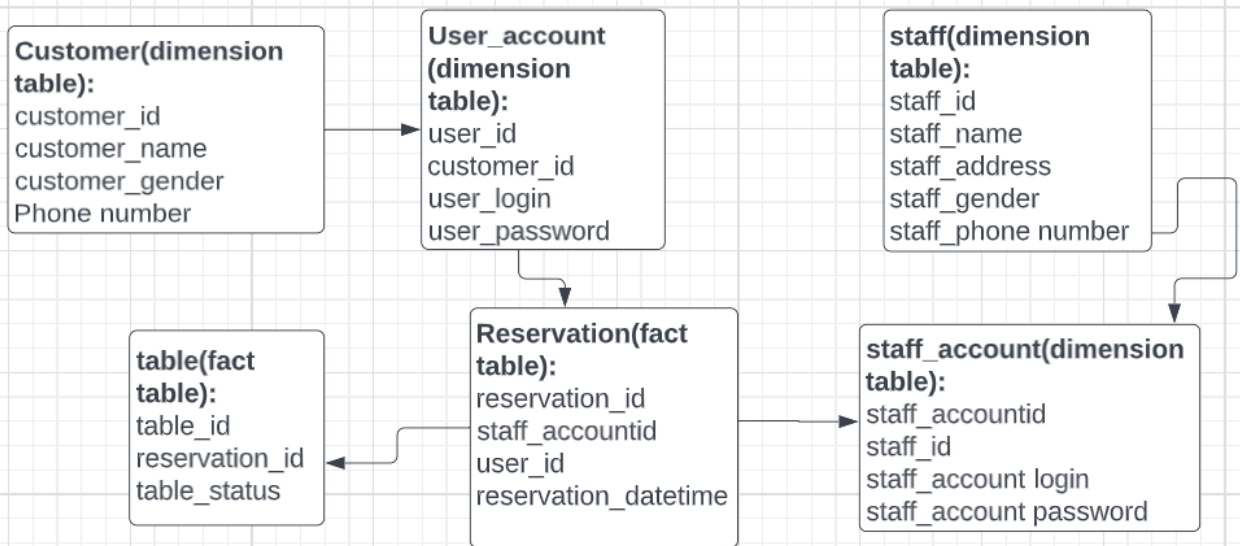 Customer(dimension
table):
customer_id
customer_name
customer_gender
Phone number
User_account
(dimension
table):
user_id
customer_id
user_login
user_password
staff(dimension
table):
staff_id
staff_name
staff_address
staff_gender
staff_phone number
table(fact
table):
table_id
reservation_id
table_status
Reservation(fact
table):
reservation_id
staff_accountid
user_id
reservation_datetime
staff_account(dimension
table):
staff_accountid
staff_id
staff_account login
staff_account password